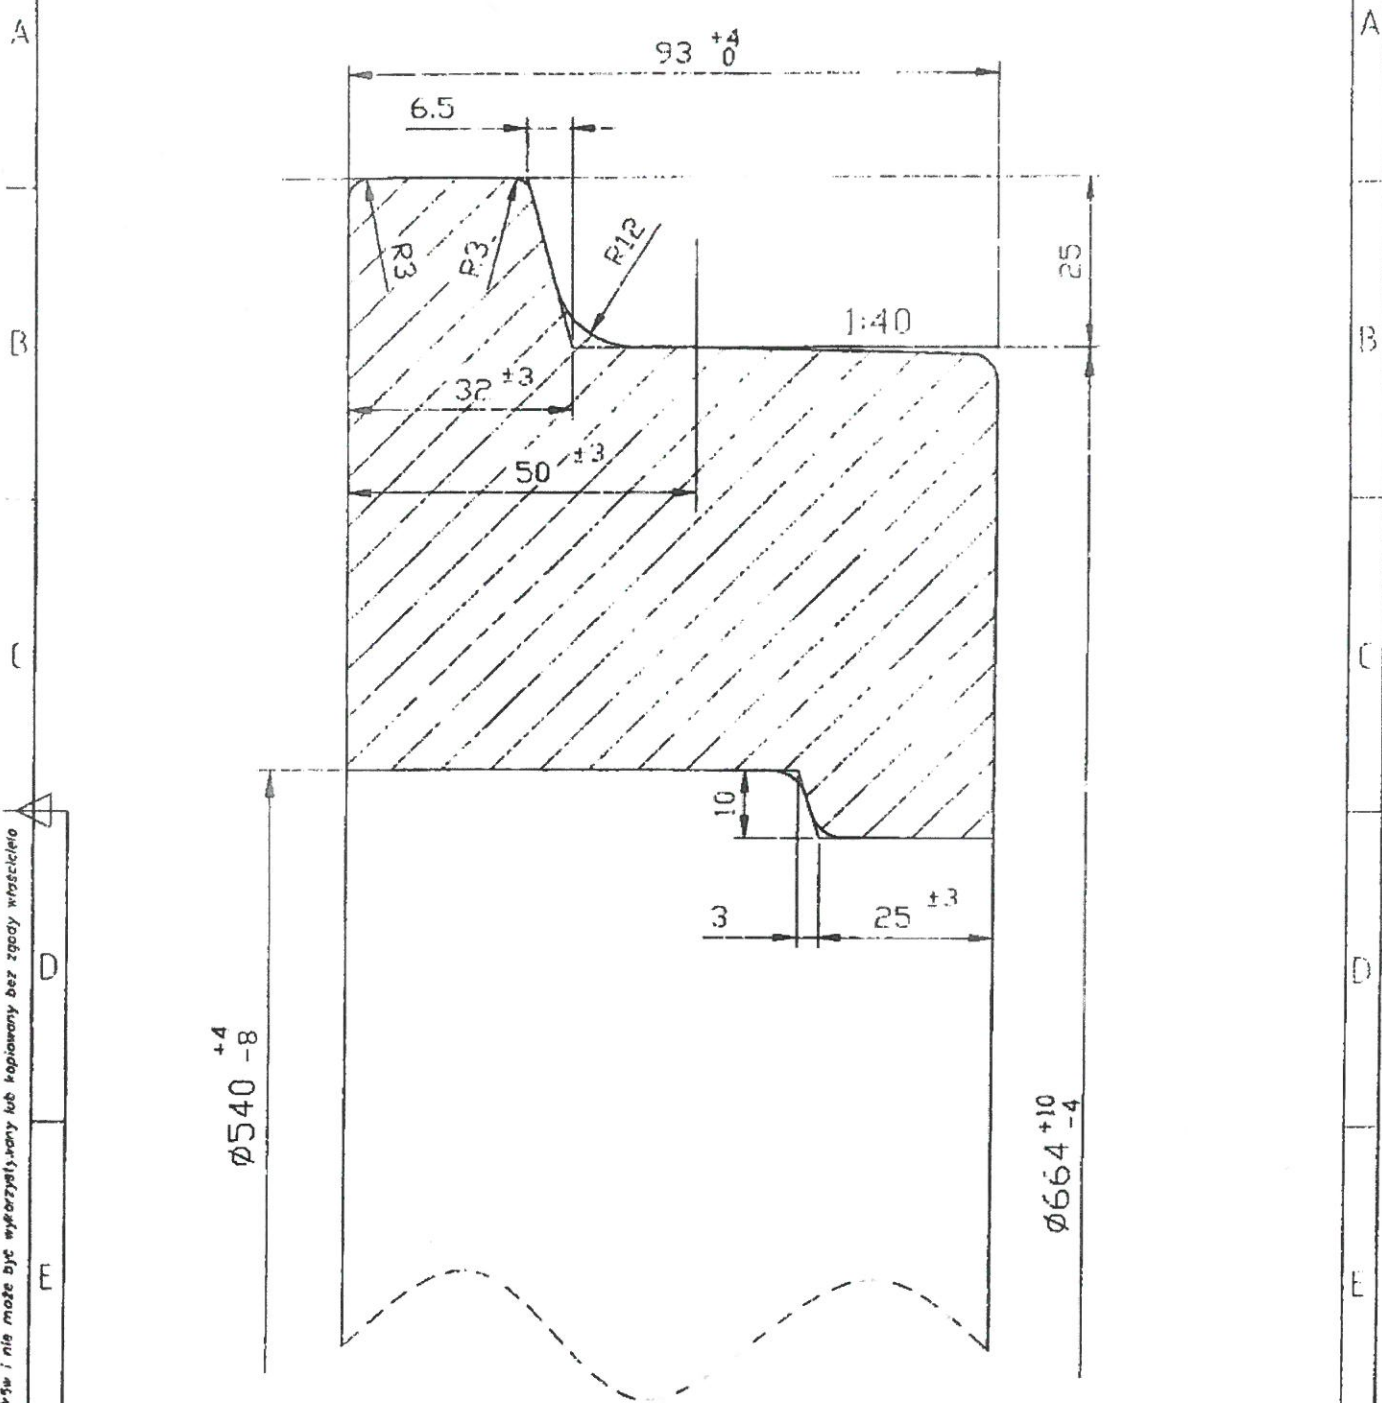 A
A
93 +4 0
6.5
R3
R3
R12
25
1:40
B
B
32 ±3
50 ±3
C
10
3
25 ±3
D
D
Ø540 +4 -8
Ø664 +10 -4
E
E
i nie może być wykorzystywany lub kopiowany bez zgody właściciela